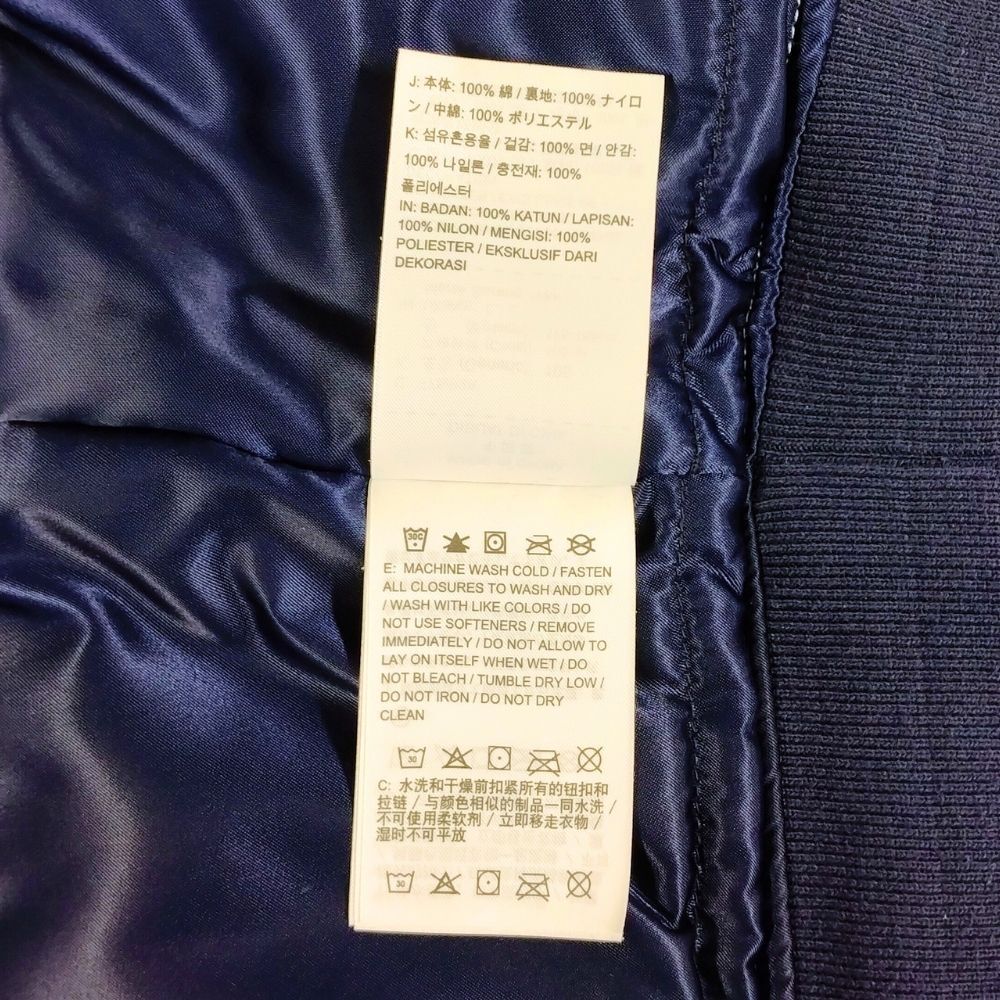 J: 本体: 100% 綿 / 裏地: 100% ナイロ
ン / 中綿: 100% ポリエステル
K: 섬유혼용율 / 겉감: 100% 면 / 안감:
100% 나일론 / 충전재: 100%
폴리에스터
IN: BADAN: 100% KATUN / LAPISAN:
100% NILON / MENGISI: 100%
POLIESTER / EKSKLUSIF DARI
DEKORASI
30C
E: MACHINE WASH COLD / FASTEN
ALL CLOSURES TO WASH AND DRY
/ WASH WITH LIKE COLORS / DO
NOT USE SOFTENERS / REMOVE
IMMEDIATELY / DO NOT ALLOW TO
LAY ON ITSELF WHEN WET / DO
NOT BLEACH / TUMBLE DRY LOW /
DO NOT IRON / DO NOT DRY
CLEAN
30
C: 水洗和干燥前扣紧所有的钮扣和
拉链 / 与颜色相似的制品一同水洗 /
不可使用柔软剂 / 立即移走衣物 /
湿时不可平放
30